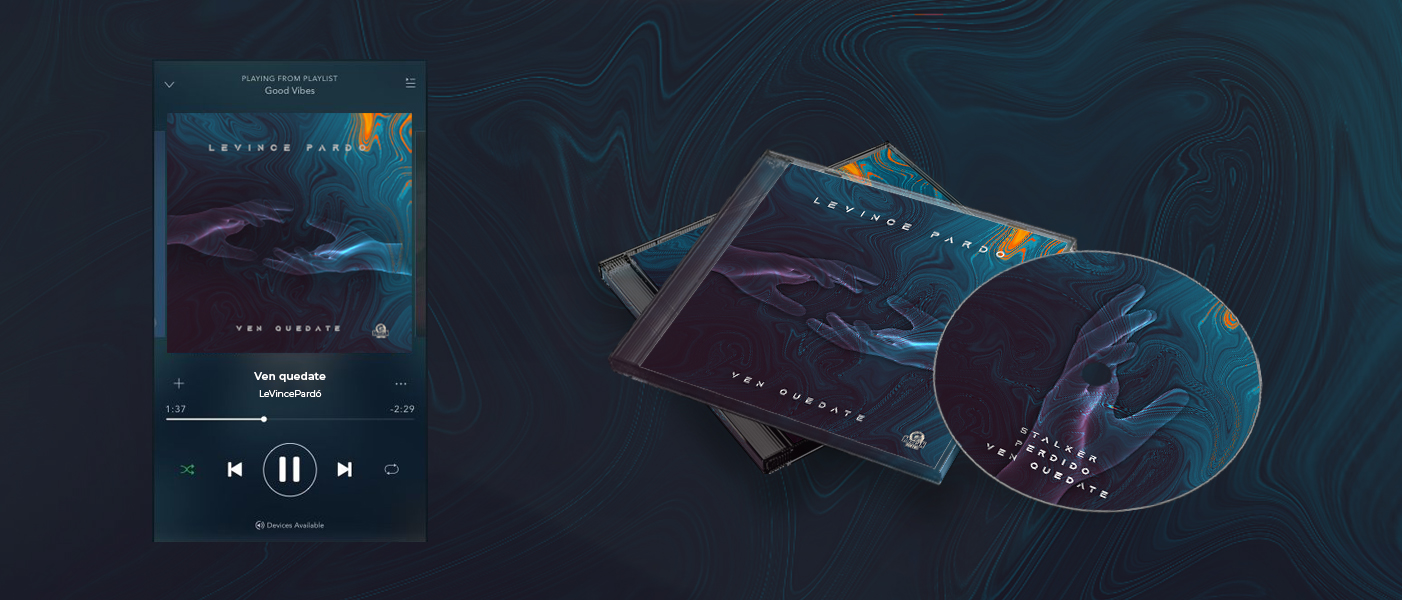 PLAYING FROM PLAYLIST
Good Vibes
LEVINCE PARDO
VEN QUEDATE
Ven quedate
LeVincePardó
1:37
-2:29
Devices Available
LEVINCE PARDO
VEN QUEDATE
STALKER
PERDIDO
VEN QUEDATE